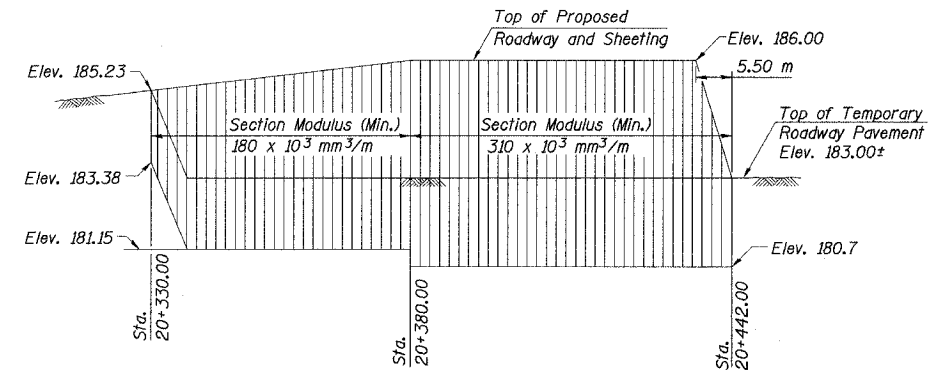 Top of Proposed
Roadway and Sheeting
Elev. 186.00
Elev. 185.23
5.50 m
Section Modulus (Min.)
180 x 10³ mm³/m
Section Modulus (Min.)
310 x 10³ mm³/m
Top of Temporary
Roadway Pavement
Elev. 183.00±
Elev. 183.38
Elev. 181.15
Elev. 180.7
Sta.
20+330.00
Sta.
20+380.00
Sta.
20+442.00